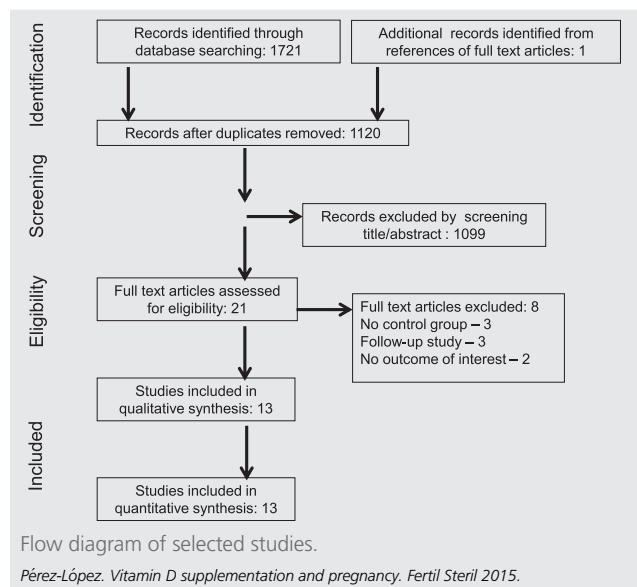 Identification
Records identified through
database searching: 1721
Additional records identified from
references of full text articles: 1
Records after duplicates removed: 1120
Screening
Records excluded by screening
title/abstract : 1099
Eligibility
Full text articles assessed
for eligibility: 21
Full text articles excluded: 8
No control group – 3
Follow-up study – 3
No outcome of interest – 2
Included
Studies included in
qualitative synthesis: 13
Studies included in
quantitative synthesis: 13
Flow diagram of selected studies.
Pérez-López. Vitamin D supplementation and pregnancy. Fertil Steril 2015.